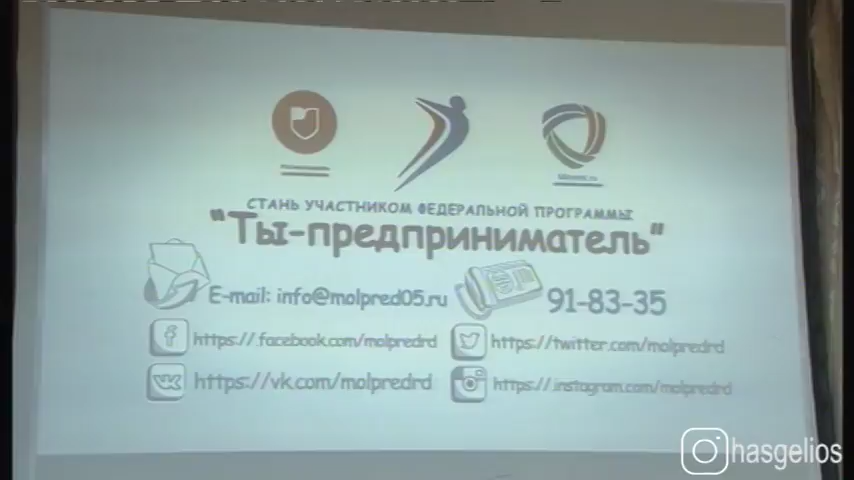 СТАНЬ УЧАСТНИКОМ ФЕДЕРАЛЬНОЙ ПРОГРАММЫ
"Ты-предприниматель"
E-mail: info@molpred05.ru
91-83-35
https://.facebook.com/molpredrd
https://twitter.com/molpredrd
https://vk.com/molpredrd
https://.instagram.com/molpredrd
hasgelios